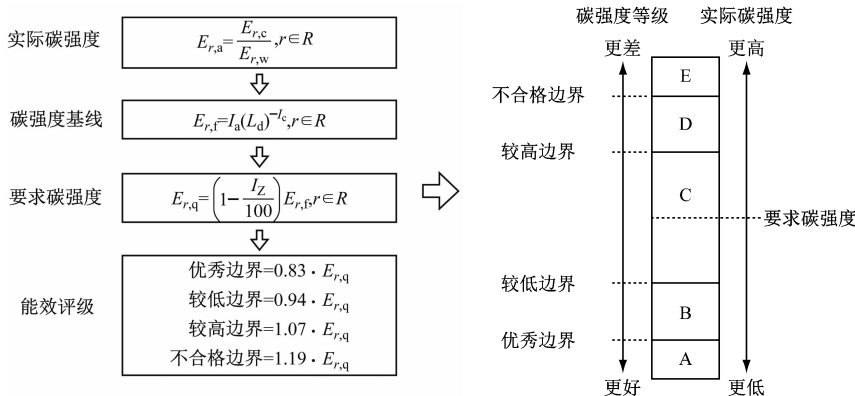 实际碳强度
E_{r,a}=\frac{E_{r,c}}{E_{r,w}},r∈R
碳强度基线
E_{r,f}=I_a(L_d)^{-I_c},r∈R
要求碳强度
E_{r,q}=(1-\frac{I_Z}{100})E_{r,f},r∈R
能效评级
优秀边界=0.83·E_{r,q}
较低边界=0.94·E_{r,q}
较高边界=1.07·E_{r,q}
不合格边界=1.19·E_{r,q}
碳强度等级
实际碳强度
更差
更高
E
不合格边界
D
较高边界
C
要求碳强度
较低边界
B
优秀边界
A
更好
更低